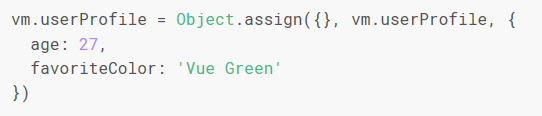 vm.userProfile = Object.assign({}, vm.userProfile, {
  age: 27,
  favoriteColor: 'Vue Green'
})